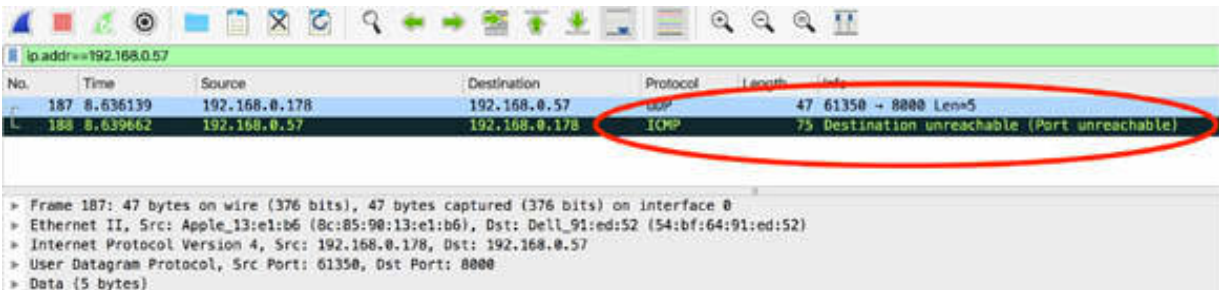 ip.addr==192.168.0.57
No. Time Source Destination Protocol Length Info
187 8.636139 192.168.0.178 192.168.0.57 UDP 47 61350 → 8000 Len=5
188 8.639662 192.168.0.57 192.168.0.178 ICMP 75 Destination unreachable (Port unreachable)
Frame 187: 47 bytes on wire (376 bits), 47 bytes captured (376 bits) on interface 0
Ethernet II, Src: Apple_13:e1:b6 (8c:85:90:13:e1:b6), Dst: Dell_91:ed:52 (54:bf:64:91:ed:52)
Internet Protocol Version 4, Src: 192.168.0.178, Dst: 192.168.0.57
User Datagram Protocol, Src Port: 61350, Dst Port: 8000
Data (5 bytes)